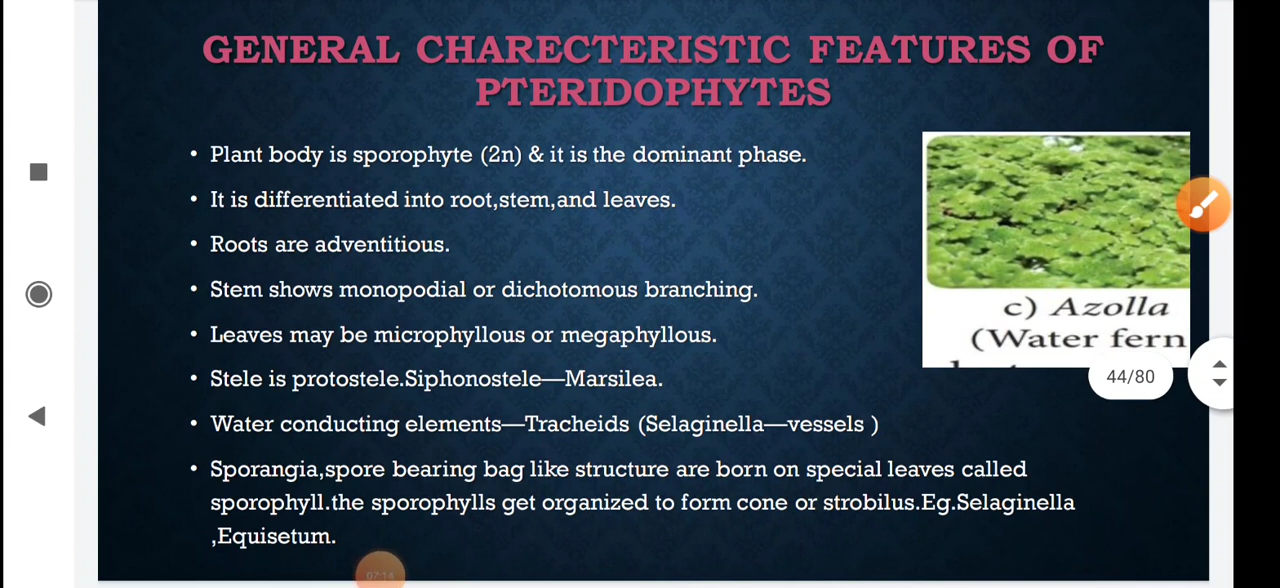 GENERAL CHARECTERISTIC FEATURES OF
PTERIDOPHYTES
• Plant body is sporophyte (2n) & it is the dominant phase.
• It is differentiated into root,stem,and leaves.
• Roots are adventitious.
• Stem shows monopodial or dichotomous branching.
• Leaves may be microphyllous or megaphyllous.
• Stele is protostele.Siphonostele—Marsilea.
• Water conducting elements—Tracheids (Selaginella—vessels )
• Sporangia,spore bearing bag like structure are born on special leaves called
sporophyll.the sporophylls get organized to form cone or strobilus.Eg.Selaginella
,Equisetum.
c) Azolla
(Water fern
44/80
07:14